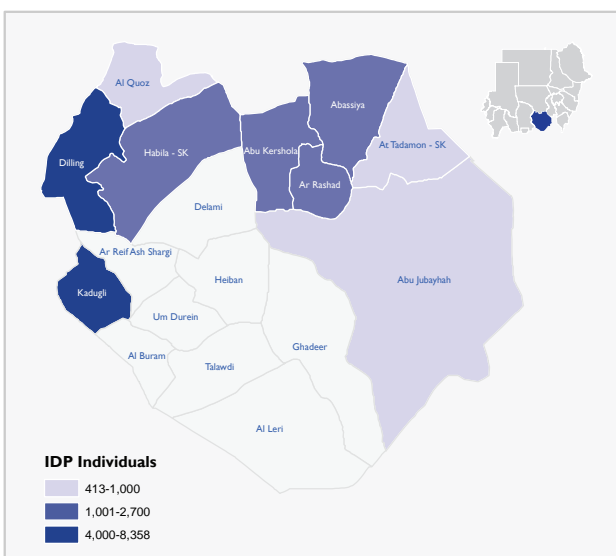 Al Quoz
Abassiya
Dilling
Habila - SK
Abu Kershola
At Tadamon - SK
Ar Rashad
Delami
Ar Reif Ash Shargi
Heiban
Abu Jubayhah
Kadugli
Um Durein
Ghadeer
Al Buram
Talawdi
Al Leri
IDP Individuals
413-1,000
1,001-2,700
4,000-8,358